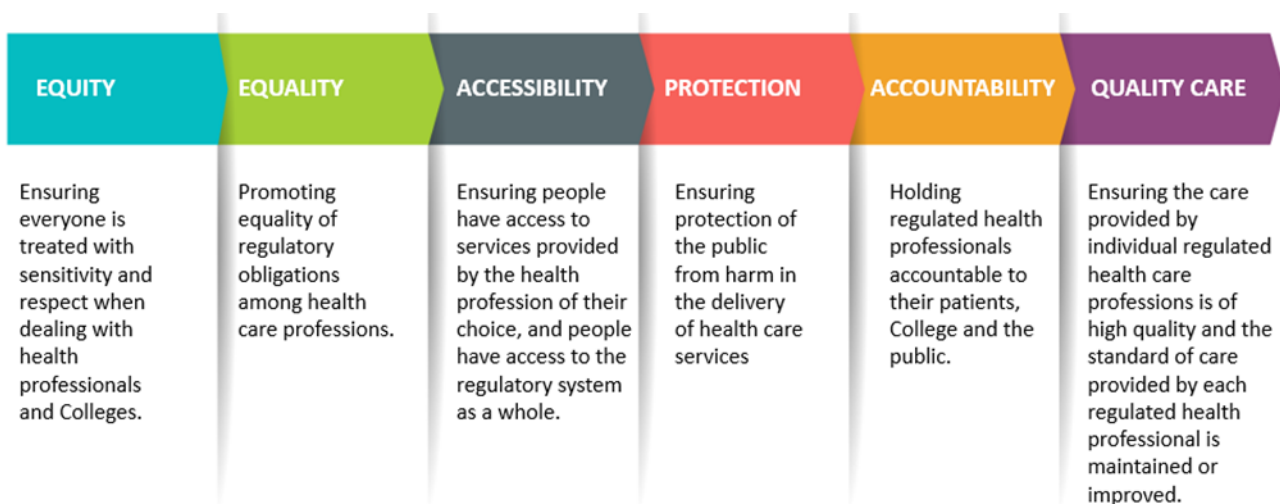 EQUITY
Ensuring
everyone is
treated with
sensitivity and
respect when
dealing with
health
professionals
and Colleges.
EQUALITY
Promoting
equality of
regulatory
obligations
among health
care professions.
ACCESSIBILITY
Ensuring people
have access to
services provided
by the health
profession of their
choice, and people
have access to the
regulatory system
as a whole.
PROTECTION
Ensuring
protection of
the public
from harm in
the delivery
of health care
services
ACCOUNTABILITY
Holding
regulated health
professionals
accountable to
their patients,
College and the
public.
QUALITY CARE
Ensuring the care
provided by
individual regulated
health care
professions is of
high quality and the
standard of care
provided by each
regulated health
professional is
maintained or
improved.